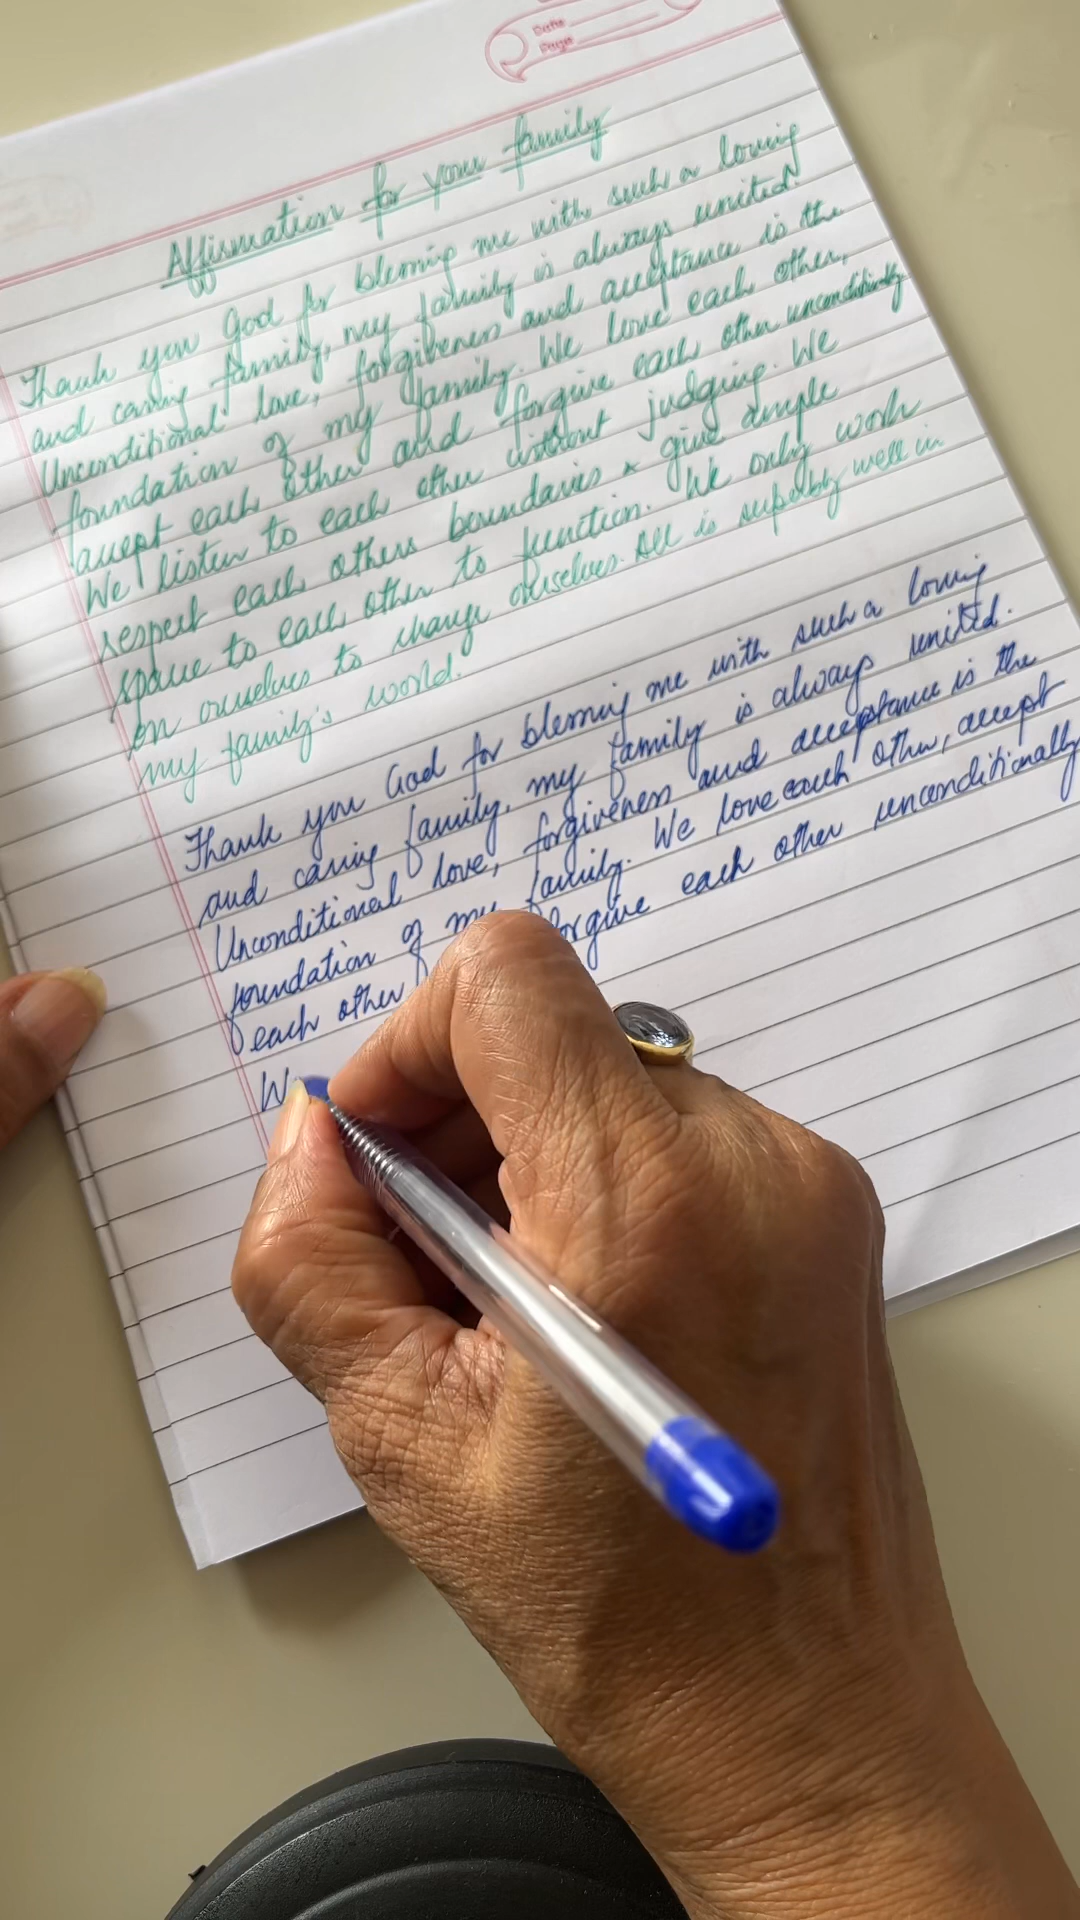 Date
Page
Affirmation for your family
Thank you God for blessing me with such a loving
and caring family, my family is always united.
Unconditional love, forgiveness and acceptance is the
foundation of my family. We love each other,
accept each other and forgive each other unconditionally
We listen to each other without judging. We
respect each others boundaries & give ample
space to each other to function. We only work
on ourselves to change ourselves. All is superbly well in
my family's world.
Thank you God for blessing me with such a loving
and caring family, my family is always united.
Unconditional love, forgiveness and acceptance is the
foundation of my family. We love each other, accept
each other forgive each other unconditionally
W